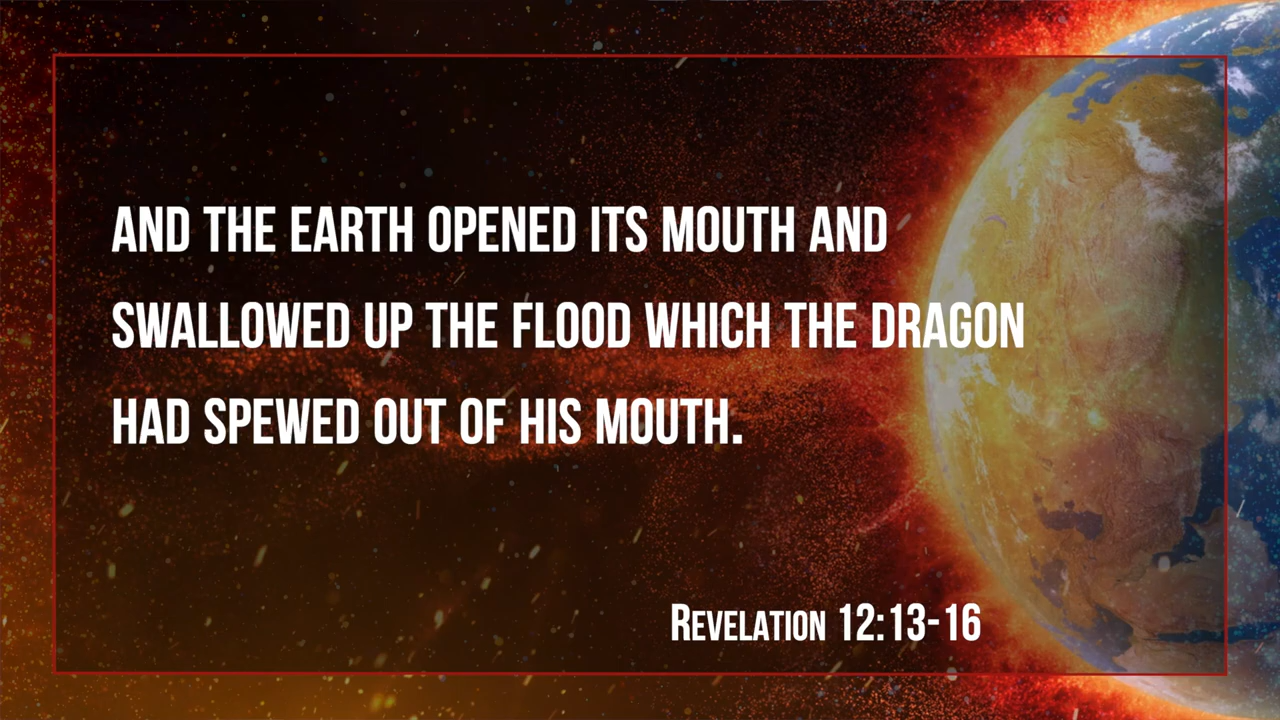 AND THE EARTH OPENED ITS MOUTH AND
SWALLOWED UP THE FLOOD WHICH THE DRAGON
HAD SPEWED OUT OF HIS MOUTH.
REVELATION 12:13-16